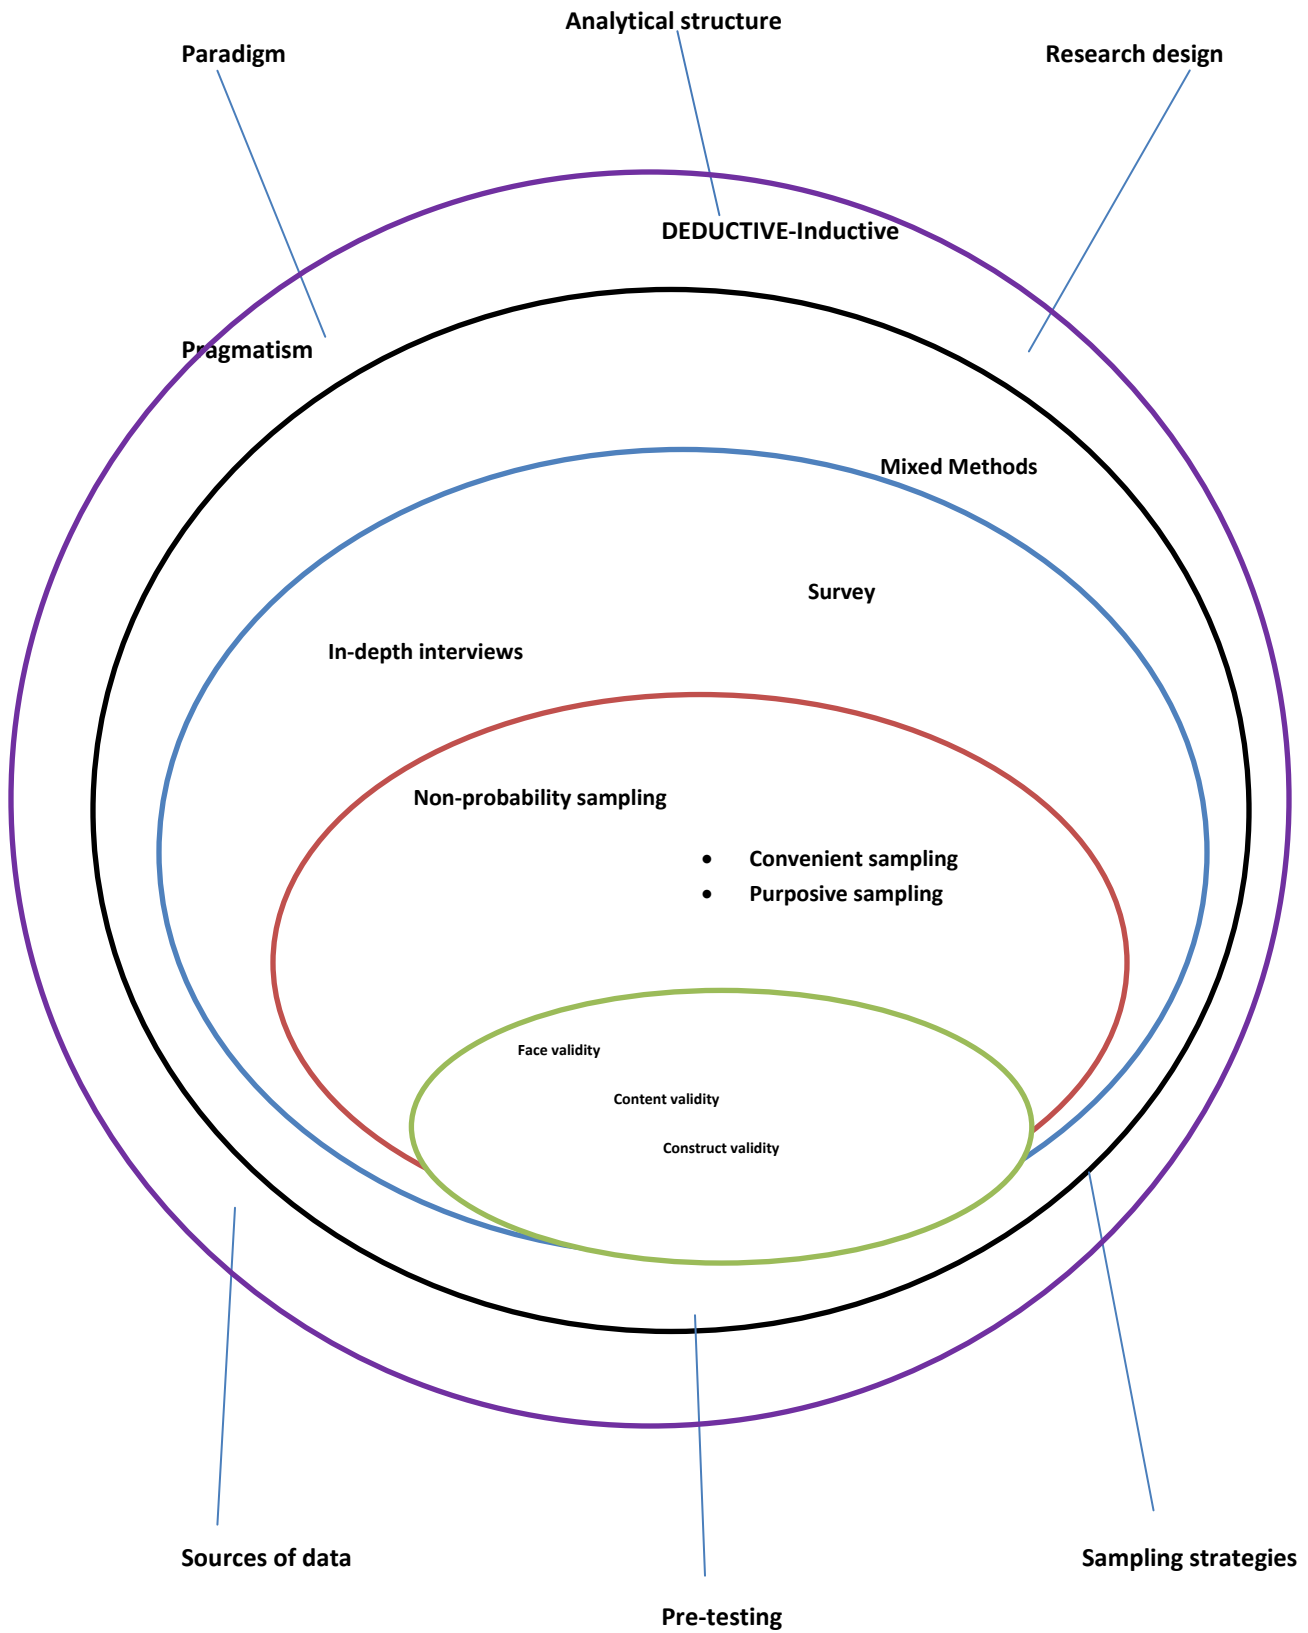 Analytical structure
Paradigm
Research design
DEDUCTIVE-Inductive
Pragmatism
Mixed Methods
Survey
In-depth interviews
Non-probability sampling
• Convenient sampling
• Purposive sampling
Face validity
Content validity
Construct validity
Sources of data
Sampling strategies
Pre-testing